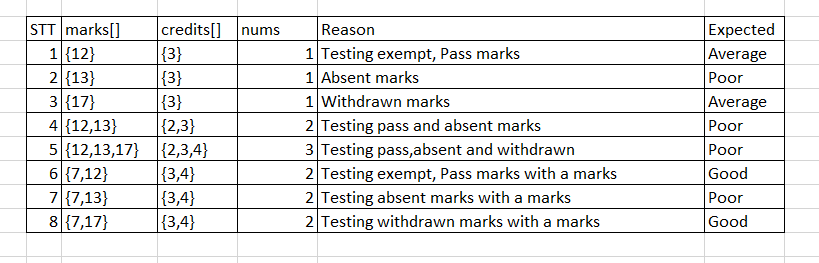 STT marks[] credits[] nums Reason Expected
1 {12} {3} 1 Testing exempt, Pass marks Average
2 {13} {3} 1 Absent marks Poor
3 {17} {3} 1 Withdrawn marks Average
4 {12,13} {2,3} 2 Testing pass and absent marks Poor
5 {12,13,17} {2,3,4} 3 Testing pass,absent and withdrawn Poor
6 {7,12} {3,4} 2 Testing exempt, Pass marks with a marks Good
7 {7,13} {3,4} 2 Testing absent marks with a marks Poor
8 {7,17} {3,4} 2 Testing withdrawn marks with a marks Good